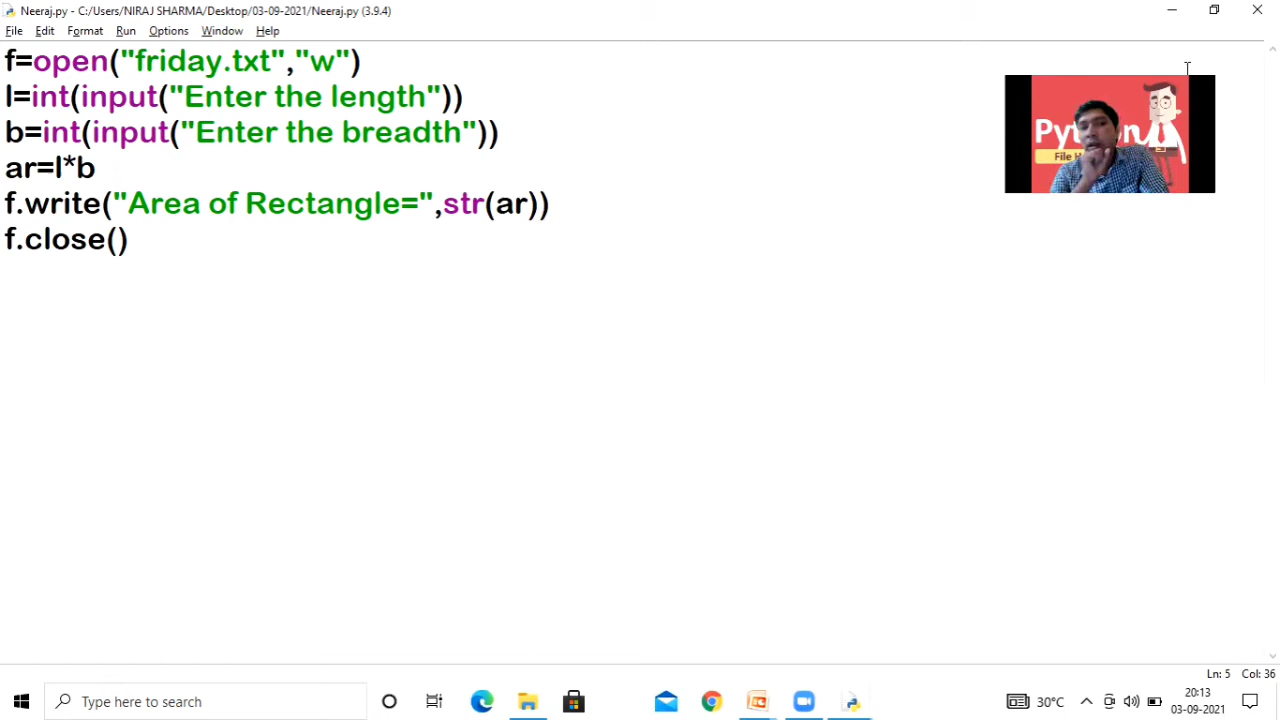 Neeraj.py - C:/Users/NIRAJ SHARMA/Desktop/03-09-2021/Neeraj.py (3.9.4)
File Edit Format Run Options Window Help
f=open("friday.txt","w")
l=int(input("Enter the length"))
b=int(input("Enter the breadth"))
ar=l*b
f.write("Area of Rectangle=",str(ar))
f.close()
Python
File H
Ln: 5 Col: 36
Type here to search
30°C
20:13
03-09-2021